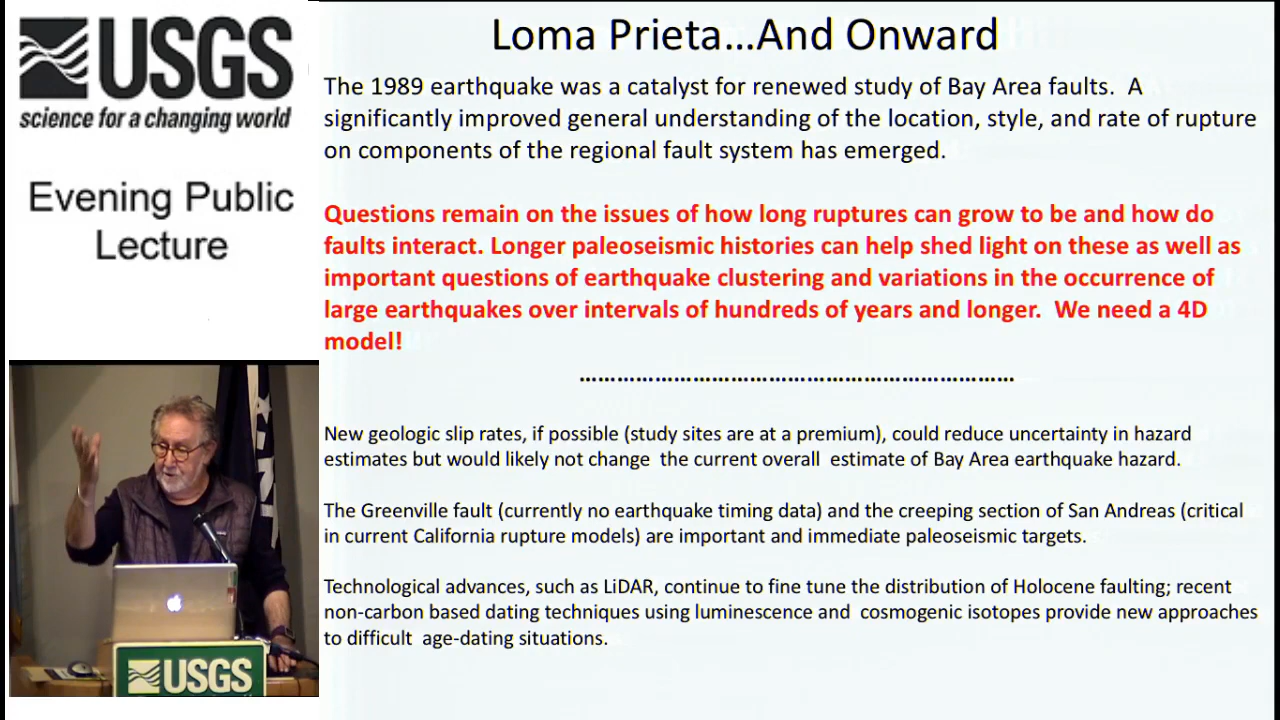 USGS
science for a changing world
Evening Public
Lecture
Loma Prieta…And Onward
The 1989 earthquake was a catalyst for renewed study of Bay Area faults. A
significantly improved general understanding of the location, style, and rate of rupture
on components of the regional fault system has emerged.
Questions remain on the issues of how long ruptures can grow to be and how do
faults interact. Longer paleoseismic histories can help shed light on these as well as
important questions of earthquake clustering and variations in the occurrence of
large earthquakes over intervals of hundreds of years and longer. We need a 4D
model!
New geologic slip rates, if possible (study sites are at a premium), could reduce uncertainty in hazard
estimates but would likely not change the current overall estimate of Bay Area earthquake hazard.
The Greenville fault (currently no earthquake timing data) and the creeping section of San Andreas (critical
in current California rupture models) are important and immediate paleoseismic targets.
Technological advances, such as LiDAR, continue to fine tune the distribution of Holocene faulting; recent
non-carbon based dating techniques using luminescence and cosmogenic isotopes provide new approaches
to difficult age-dating situations.
USGS